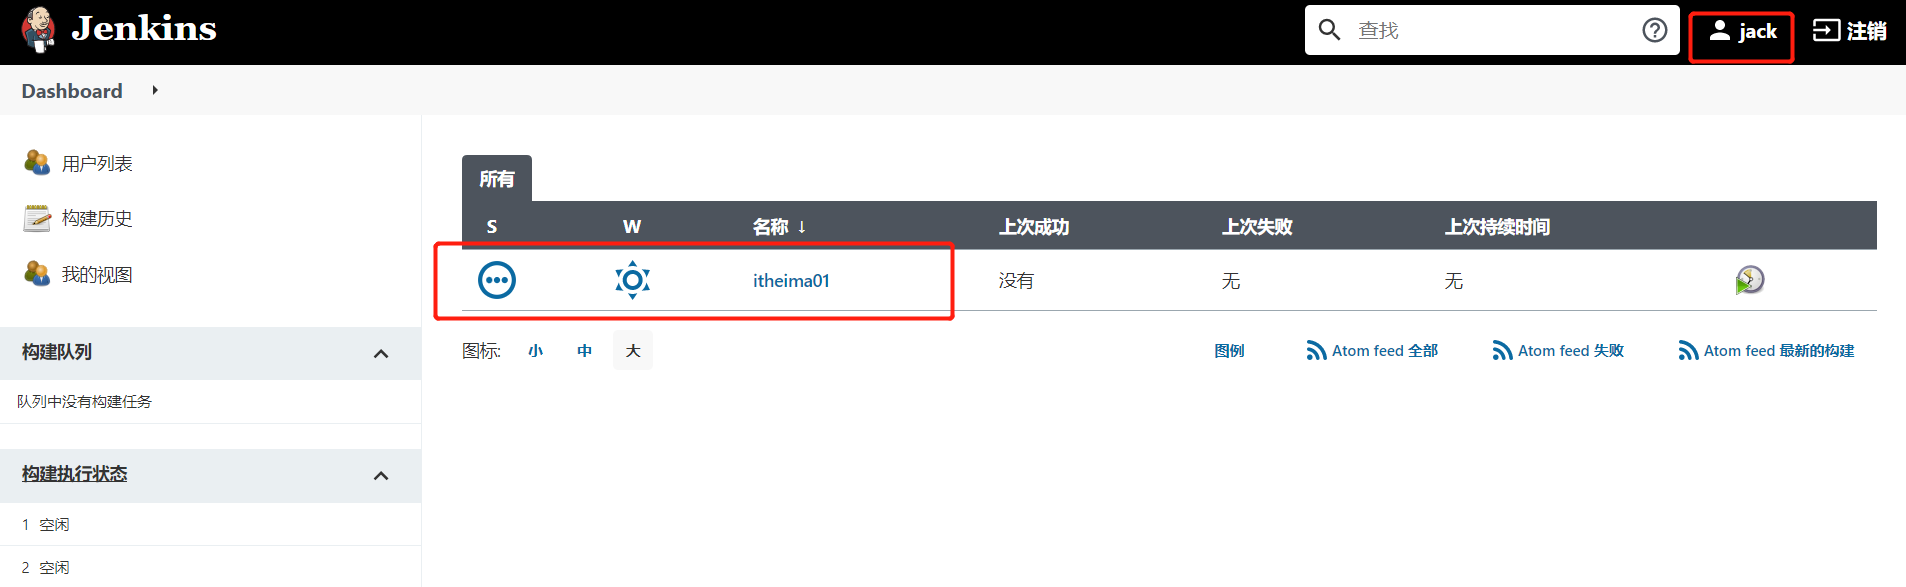 Jenkins
查找
jack
注销
Dashboard
用户列表
构建历史
我的视图
构建队列
队列中没有构建任务
构建执行状态
1 空闲
2 空闲
所有
S W 名称 ↓ 上次成功 上次失败 上次持续时间
itheima01 没有 无 无
图标: 小 中 大
图例 Atom feed 全部 Atom feed 失败 Atom feed 最新的构建